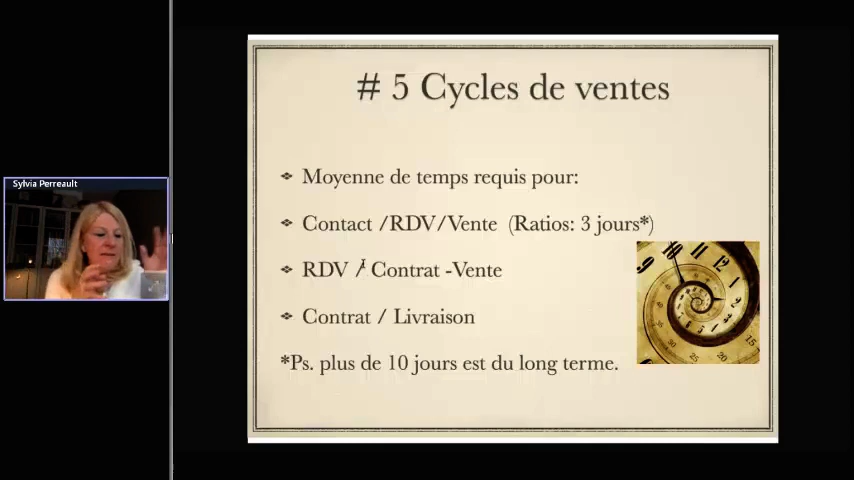 Sylvia Perreault
# 5 Cycles de ventes
Moyenne de temps requis pour:
Contact /RDV/Vente (Ratios: 3 jours*)
RDV / Contrat -Vente
Contrat / Livraison
*Ps. plus de 10 jours est du long terme.